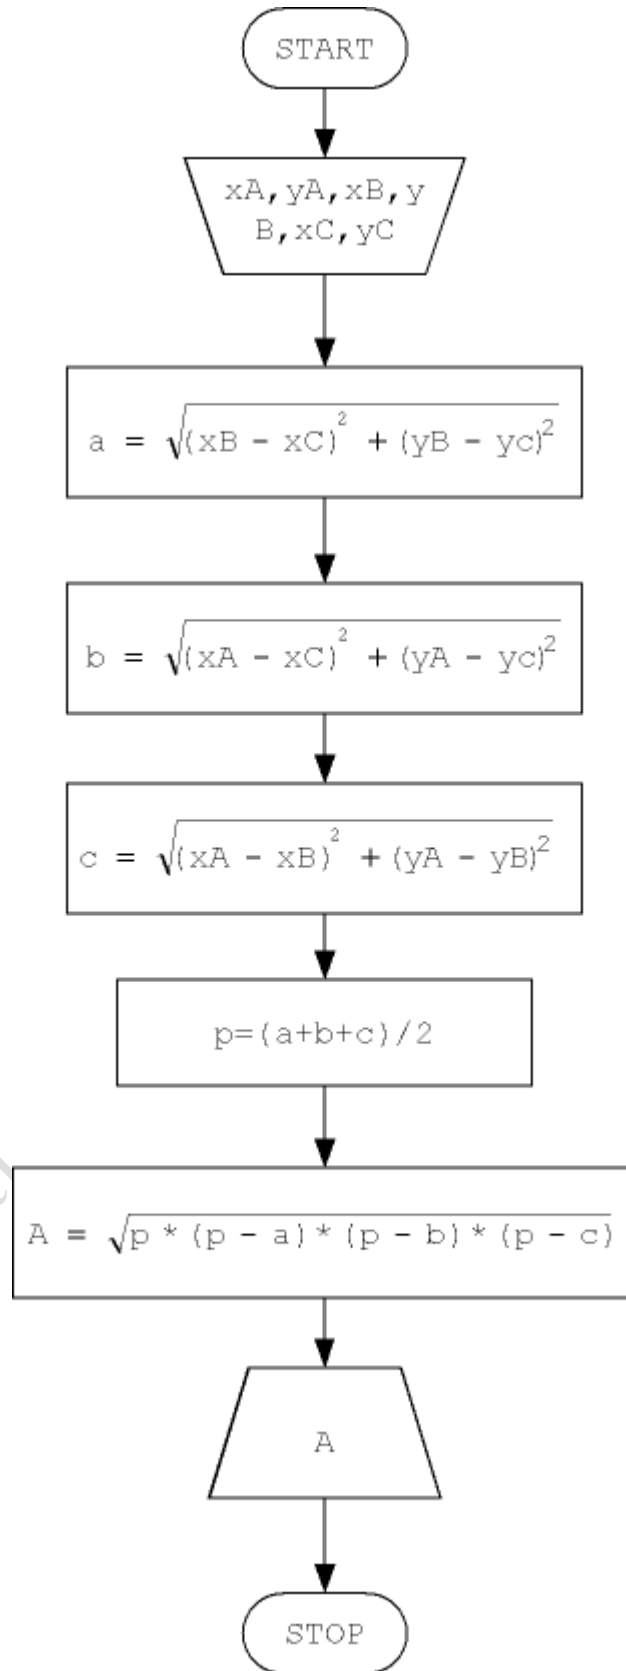 START
xA,yA,xB,y
B,xC,yC
a = √(xB - xC)² + (yB - yc)²
b = √(xA - xC)² + (yA - yc)²
c = √(xA - xB)² + (yA - yB)²
p=(a+b+c)/2
A = √p * (p - a) * (p - b) * (p - c)
A
STOP